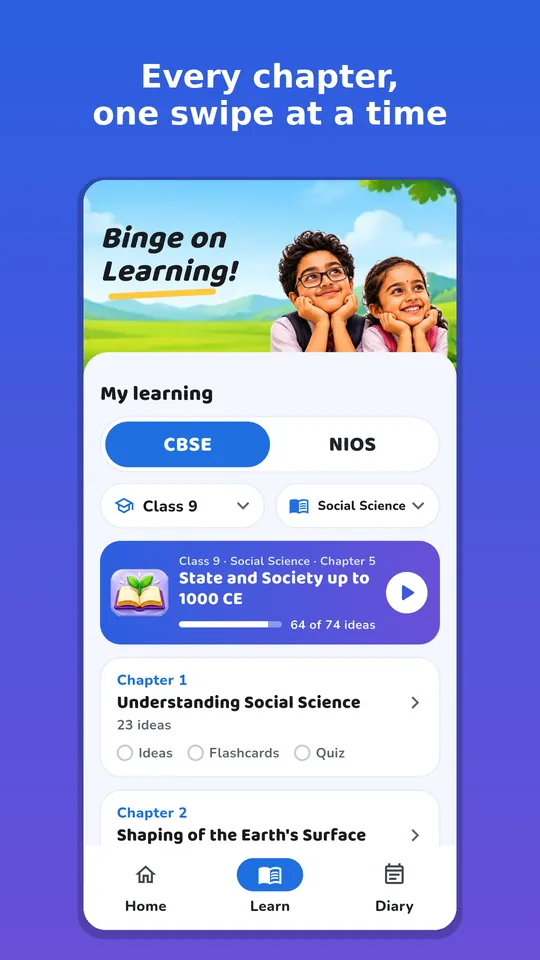 Every chapter,
one swipe at a time
Binge on
Learning!
My learning
CBSE
NIOS
Class 9
Social Science
Class 9 · Social Science · Chapter 5
State and Society up to
1000 CE
64 of 74 ideas
Chapter 1
Understanding Social Science
23 ideas
Ideas
Flashcards
Quiz
Chapter 2
Shaping of the Earth's Surface
Home
Learn
Diary